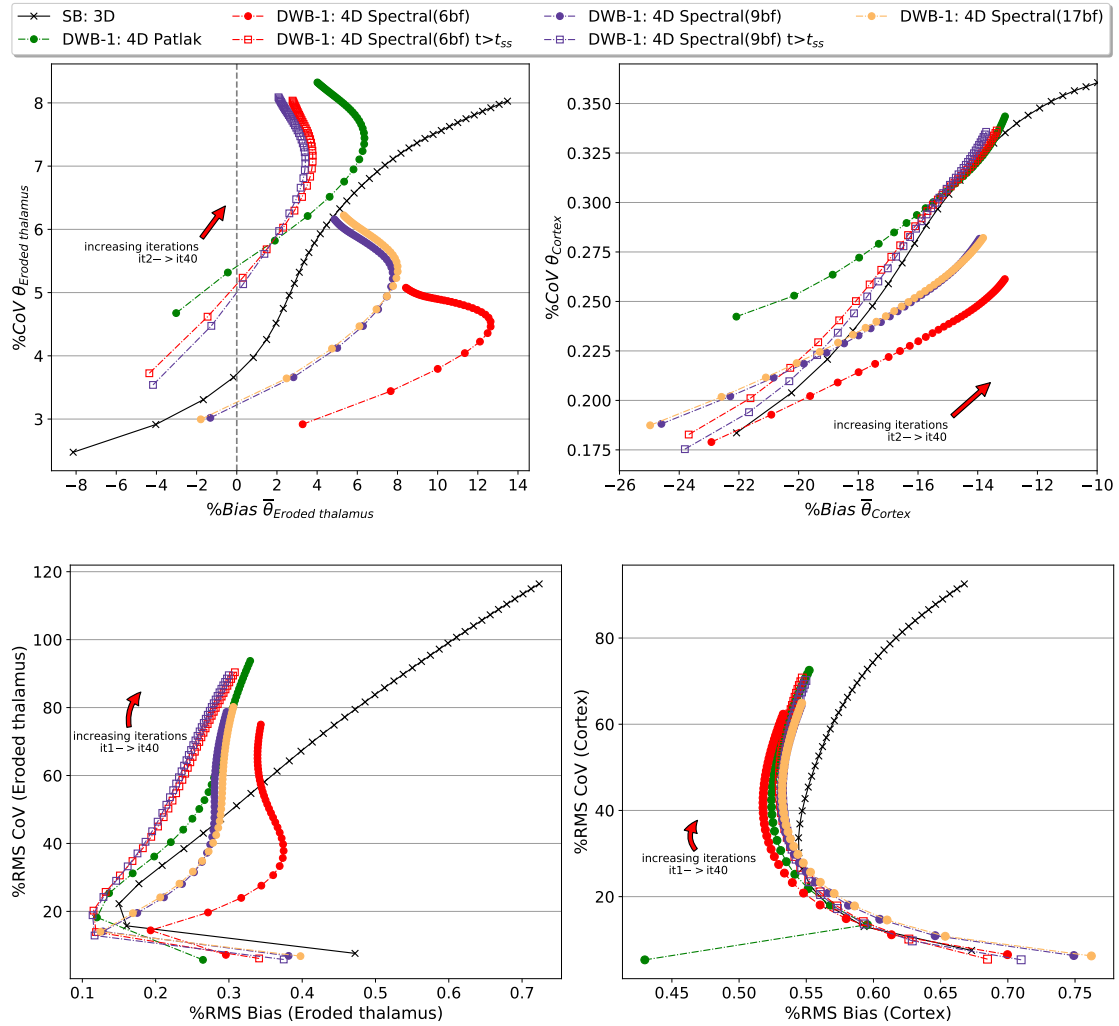 SB: 3D
DWB-1: 4D Patlak
DWB-1: 4D Spectral(6bf)
DWB-1: 4D Spectral(6bf) t>t_ss
DWB-1: 4D Spectral(9bf)
DWB-1: 4D Spectral(9bf) t>t_ss
DWB-1: 4D Spectral(17bf)
%CoV θ_Eroded thalamus
8
7
6
5
4
3
increasing iterations
it2−> it40
−8 −6 −4 −2 0 2 4 6 8 10 12 14
%Bias θ̅_Eroded thalamus
%CoV θ_Cortex
0.350
0.325
0.300
0.275
0.250
0.225
0.200
0.175
increasing iterations
it2−> it40
−26 −24 −22 −20 −18 −16 −14 −12 −10
%Bias θ̅_Cortex
%RMS CoV (Eroded thalamus)
120
100
80
60
40
20
0
increasing iterations
it1−> it40
0.1 0.2 0.3 0.4 0.5 0.6 0.7
%RMS Bias (Eroded thalamus)
%RMS CoV (Cortex)
80
60
40
20
0
increasing iterations
it1−> it40
0.45 0.50 0.55 0.60 0.65 0.70 0.75
%RMS Bias (Cortex)